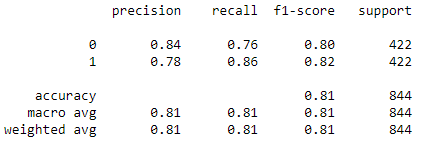 precision recall f1-score support
0 0.84 0.76 0.80 422
1 0.78 0.86 0.82 422
accuracy 0.81 844
macro avg 0.81 0.81 0.81 844
weighted avg 0.81 0.81 0.81 844